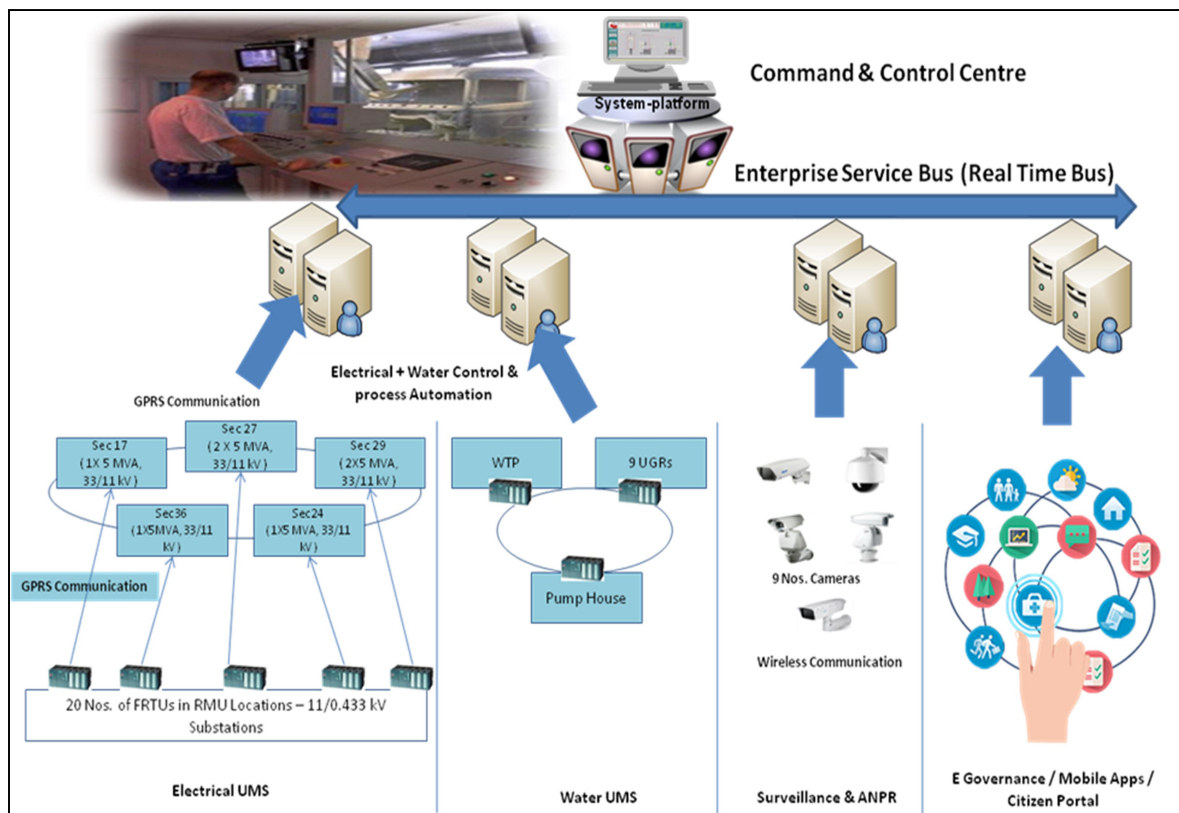 Command & Control Centre
System-platform
Enterprise Service Bus (Real Time Bus)
Electrical + Water Control &
process Automation
GPRS Communication
Sec 17
(1X 5 MVA,
33/11 kV)
Sec 27
(2 X 5 MVA,
33/11 kV)
Sec 29
(2X5 MVA,
33/11 kV)
Sec36
(1X5MVA, 33/11
kV)
Sec24
(1X5 MVA, 33/11
kV)
GPRS Communication
20 Nos. of FRTUs in RMU Locations – 11/0.433 kV
Substations
Electrical UMS
WTP
9 UGRs
Pump House
Water UMS
9 Nos. Cameras
Wireless Communication
Surveillance & ANPR
E Governance / Mobile Apps /
Citizen Portal